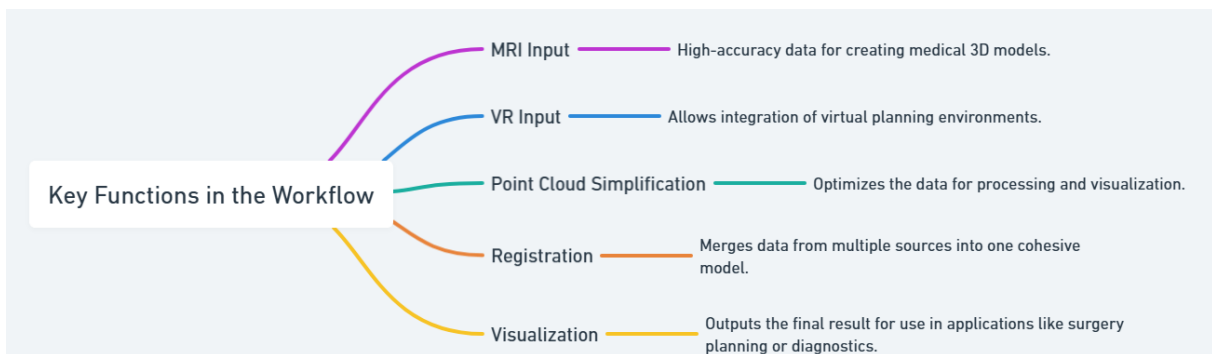 Key Functions in the Workflow
MRI Input
High-accuracy data for creating medical 3D models.
VR Input
Allows integration of virtual planning environments.
Point Cloud Simplification
Optimizes the data for processing and visualization.
Registration
Merges data from multiple sources into one cohesive
model.
Visualization
Outputs the final result for use in applications like surgery
planning or diagnostics.